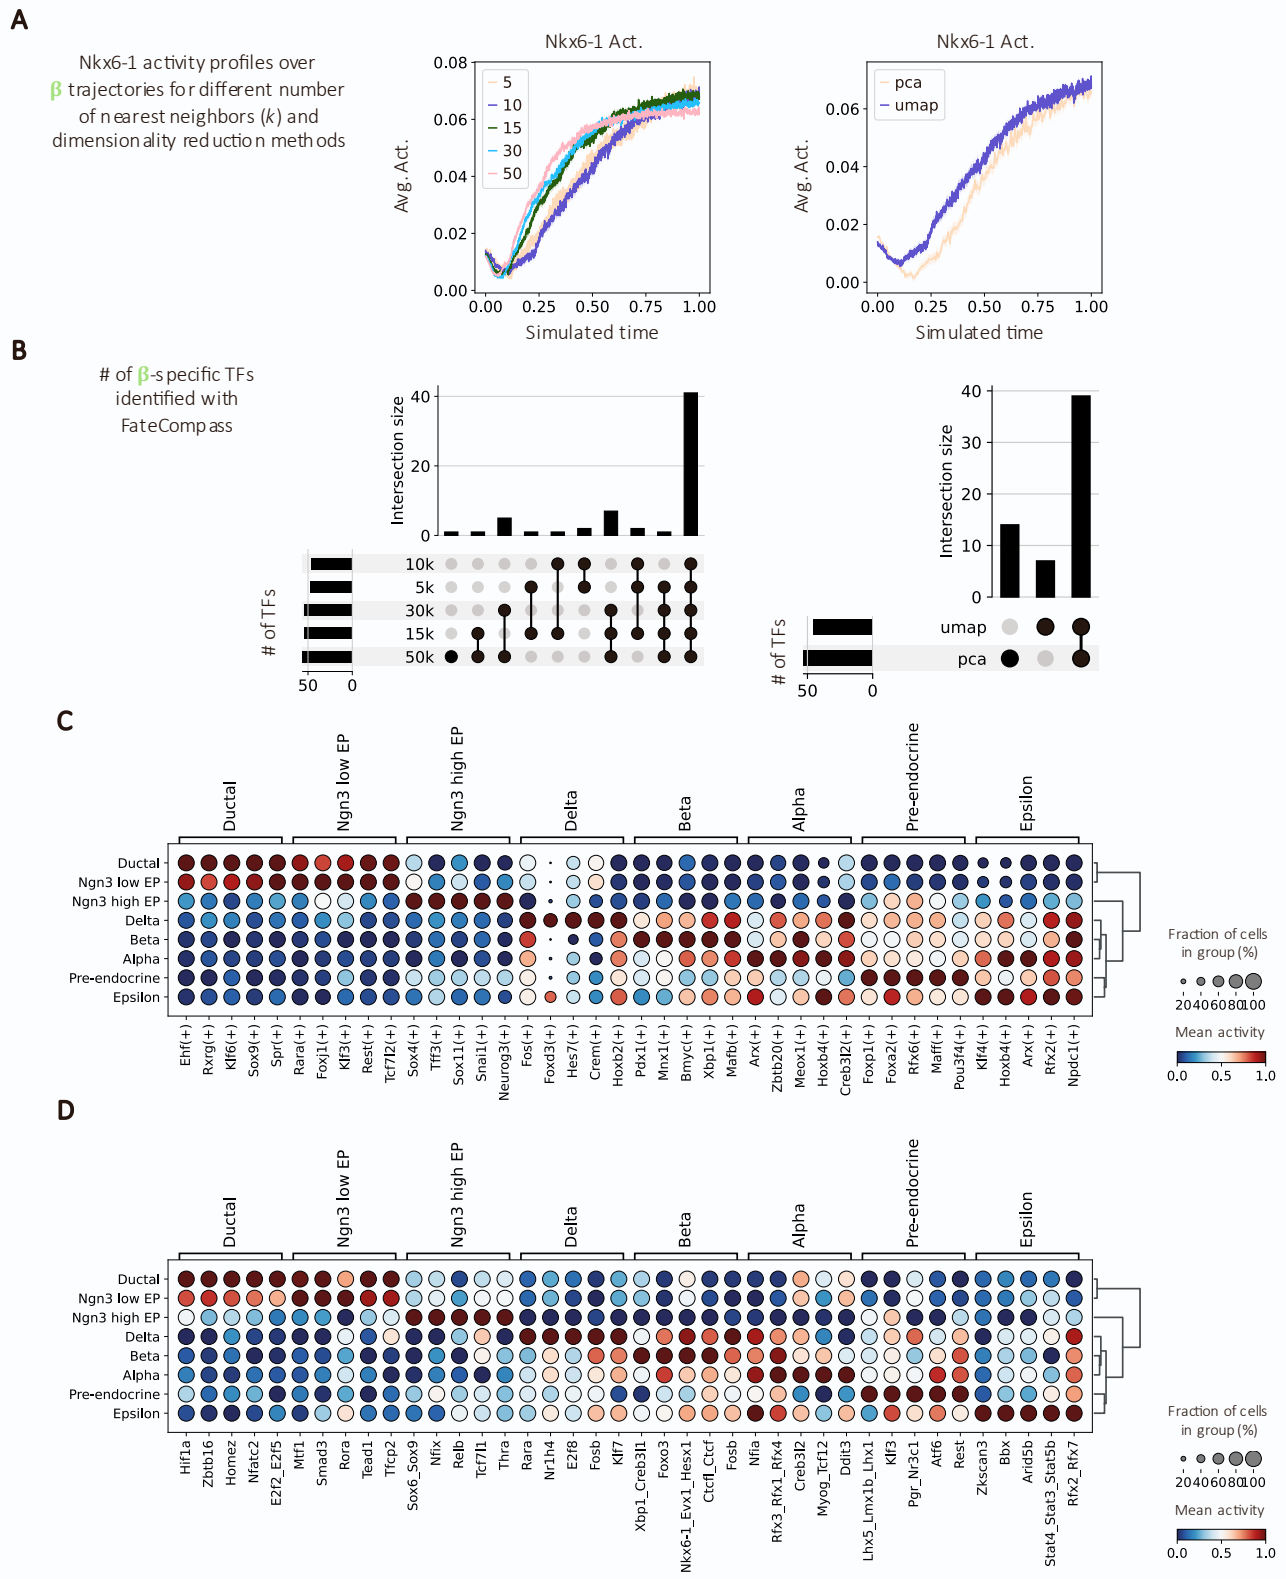 A
Nkx6-1 activity profiles over
β trajectories for different number
of nearest neighbors (k) and
dimensionality reduction methods
Nkx6-1 Act.
Avg. Act.
0.08
0.06
0.04
0.02
0.00
5
10
15
30
50
0.00 0.25 0.50 0.75 1.00
Simulated time
Nkx6-1 Act.
Avg. Act.
0.06
0.04
0.02
0.00
pca
umap
0.00 0.25 0.50 0.75 1.00
Simulated time
B
# of β-specific TFs
identified with
FateCompass
Intersection size
40
20
0
10k
5k
30k
15k
50k
# of TFs
50 0
Intersection size
40
30
20
10
0
umap
pca
# of TFs
50 0
C
Ductal Ngn3 low EP Ngn3 high EP Delta Beta Alpha Pre-endocrine Epsilon
Ductal
Ngn3 low EP
Ngn3 high EP
Delta
Beta
Alpha
Pre-endocrine
Epsilon
Ehf(+) Rxrg(+) Klf6(+) Sox9(+) Spr(+) Rara(+) Foxj1(+) Klf3(+) Rest(+) Tcf7l2(+) Sox4(+) Tff3(+) Sox11(+) Snai1(+) Neurog3(+) Fos(+) Foxd3(+) Hes7(+) Crem(+) Hoxb2(+) Pdx1(+) Mnx1(+) Bmyc(+) Xbp1(+) Mafb(+) Arx(+) Zbtb20(+) Meox1(+) Hoxb4(+) Creb3l2(+) Foxp1(+) Foxa2(+) Rfx6(+) Maff(+) Pou3f4(+) Klf4(+) Hoxb4(+) Arx(+) Rfx2(+) Npdc1(+)
Fraction of cells
in group (%)
20 40 60 80 100
Mean activity
0.0 0.5 1.0
D
Ductal Ngn3 low EP Ngn3 high EP Delta Beta Alpha Pre-endocrine Epsilon
Ductal
Ngn3 low EP
Ngn3 high EP
Delta
Beta
Alpha
Pre-endocrine
Epsilon
Hif1a Zbtb16 Homez Nfatc2 E2f2_E2f5 Mtf1 Smad3 Rora Tead1 Tfcp2 Sox6_Sox9 Nfix Relb Tcf7l1 Thra Rara Nr1h4 E2f8 Fosb Klf7 Xbp1_Creb3l1 Foxo3 Nkx6-1_Evx1_Hesx1 Ctcfl_Ctcf Fosb Nfia Rfx3_Rfx1_Rfx4 Creb3l2 Myog_Tcf12 Ddit3 Lhx5_Lmx1b_Lhx1 Klf3 Pgr_Nr3c1 Atf6 Rest Zkscan3 Bbx Arid5b Stat4_Stat3_Stat5b Rfx2_Rfx7
Fraction of cells
in group (%)
20 40 60 80 100
Mean activity
0.0 0.5 1.0